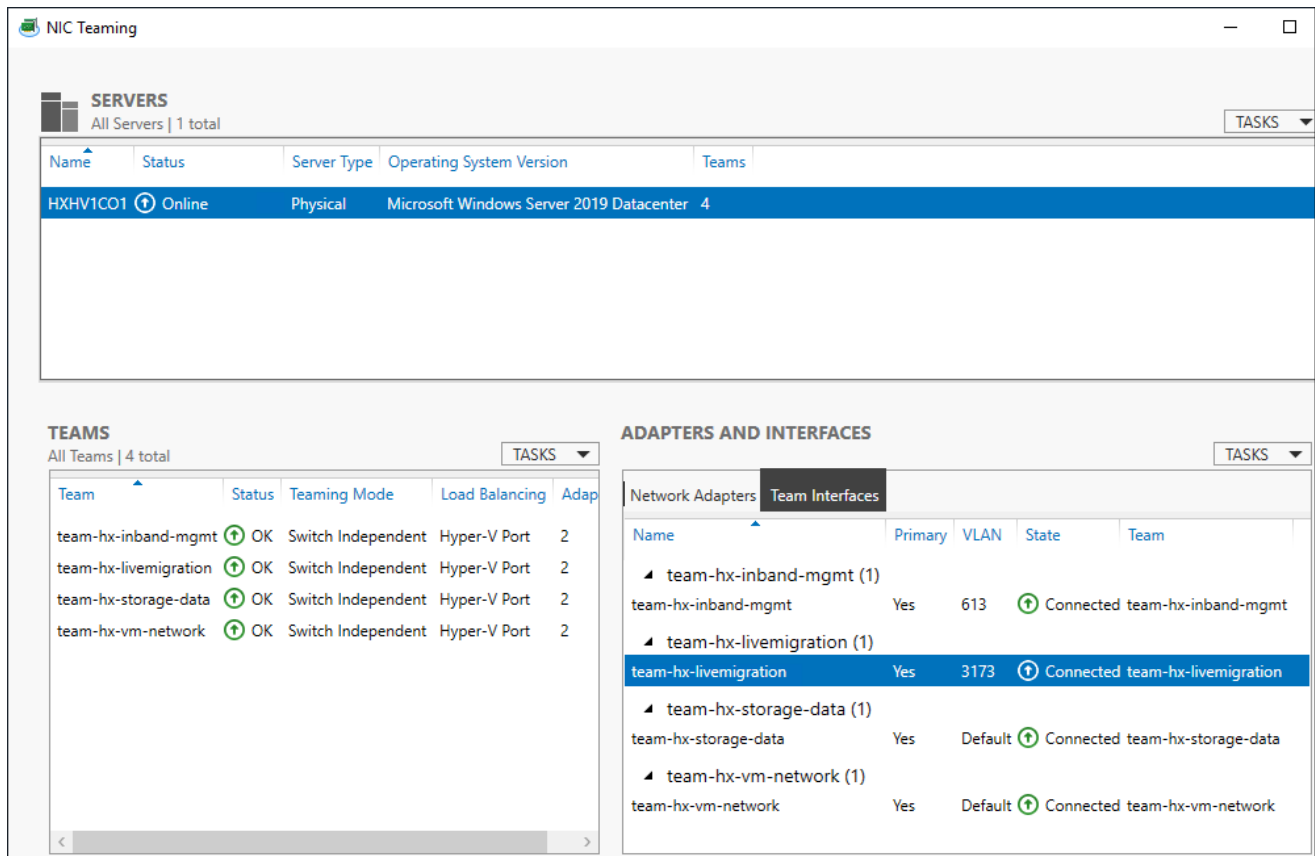 NIC Teaming
SERVERS
All Servers | 1 total
TASKS
Name Status Server Type Operating System Version Teams
HXHV1CO1 Online Physical Microsoft Windows Server 2019 Datacenter 4
TEAMS
All Teams | 4 total
TASKS
Team Status Teaming Mode Load Balancing Adap
team-hx-inband-mgmt OK Switch Independent Hyper-V Port 2
team-hx-livemigration OK Switch Independent Hyper-V Port 2
team-hx-storage-data OK Switch Independent Hyper-V Port 2
team-hx-vm-network OK Switch Independent Hyper-V Port 2
ADAPTERS AND INTERFACES
TASKS
Network Adapters Team Interfaces
Name Primary VLAN State Team
team-hx-inband-mgmt (1)
team-hx-inband-mgmt Yes 613 Connected team-hx-inband-mgmt
team-hx-livemigration (1)
team-hx-livemigration Yes 3173 Connected team-hx-livemigration
team-hx-storage-data (1)
team-hx-storage-data Yes Default Connected team-hx-storage-data
team-hx-vm-network (1)
team-hx-vm-network Yes Default Connected team-hx-vm-network